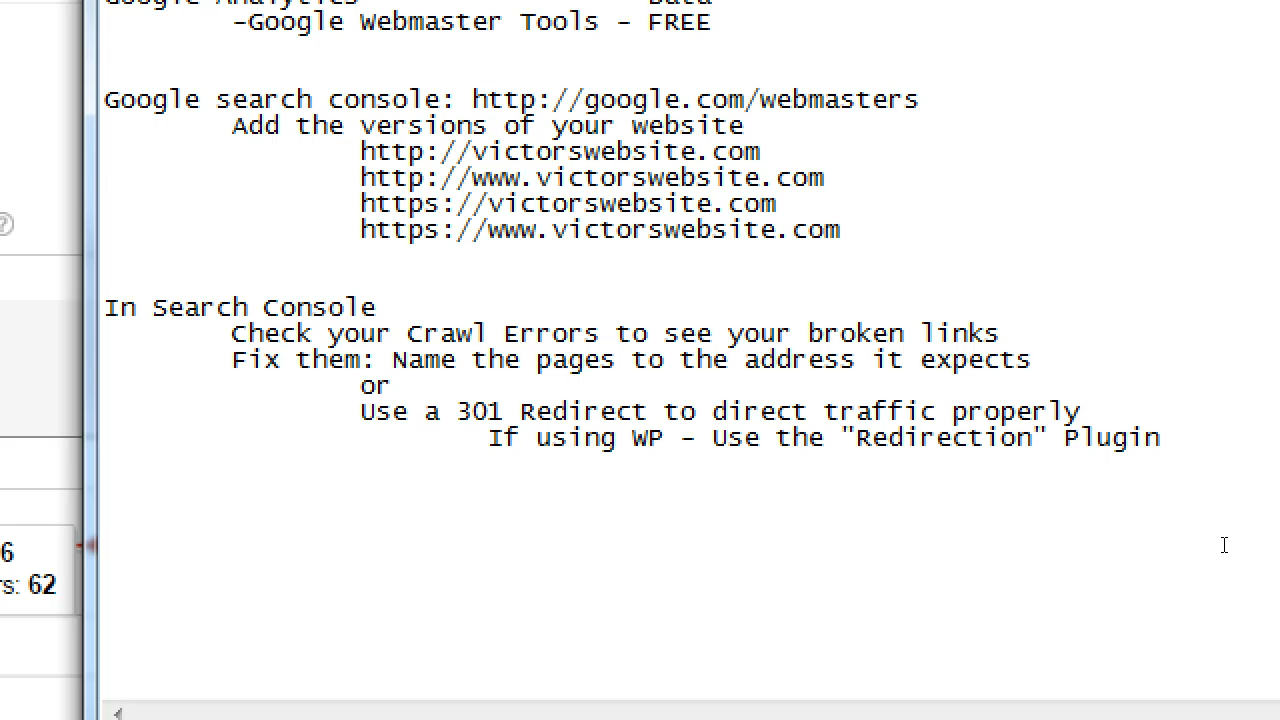 Google Analytics Data
-Google Webmaster Tools - FREE
Google search console: http://google.com/webmasters
Add the versions of your website
http://victorswebsite.com
http://www.victorswebsite.com
https://victorswebsite.com
https://www.victorswebsite.com
In Search Console
Check your Crawl Errors to see your broken links
Fix them: Name the pages to the address it expects
or
Use a 301 Redirect to direct traffic properly
If using WP - Use the "Redirection" Plugin
6
62